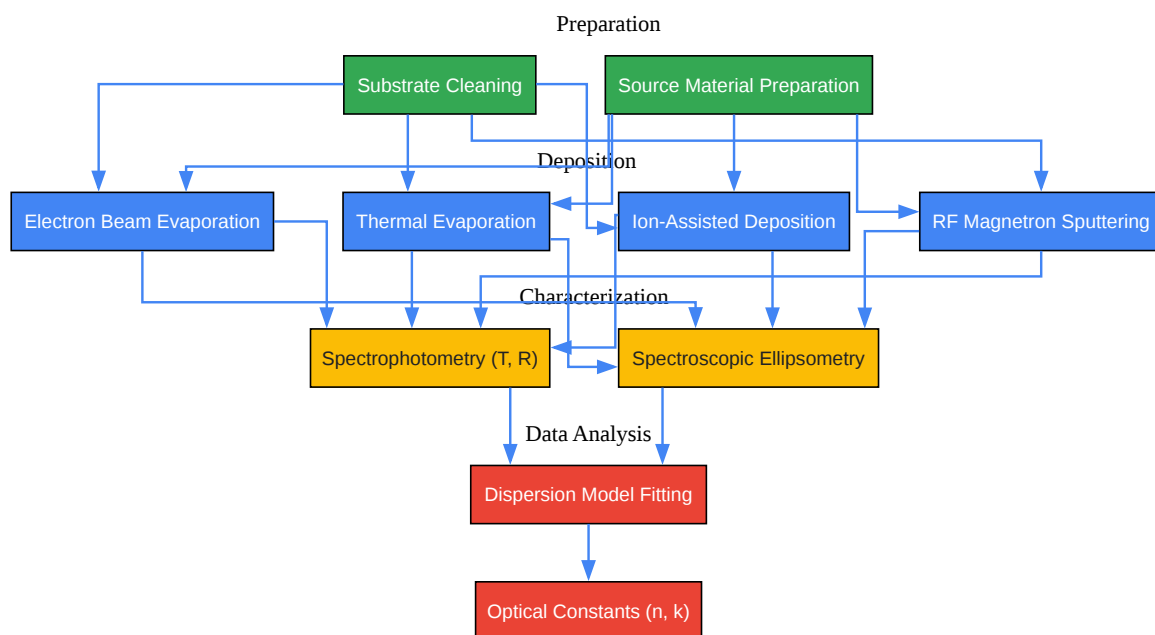 Preparation
Substrate Cleaning
Source Material Preparation
Deposition
Electron Beam Evaporation
Thermal Evaporation
Ion-Assisted Deposition
RF Magnetron Sputtering
Characterization
Spectrophotometry (T, R)
Spectroscopic Ellipsometry
Data Analysis
Dispersion Model Fitting
Optical Constants (n, k)